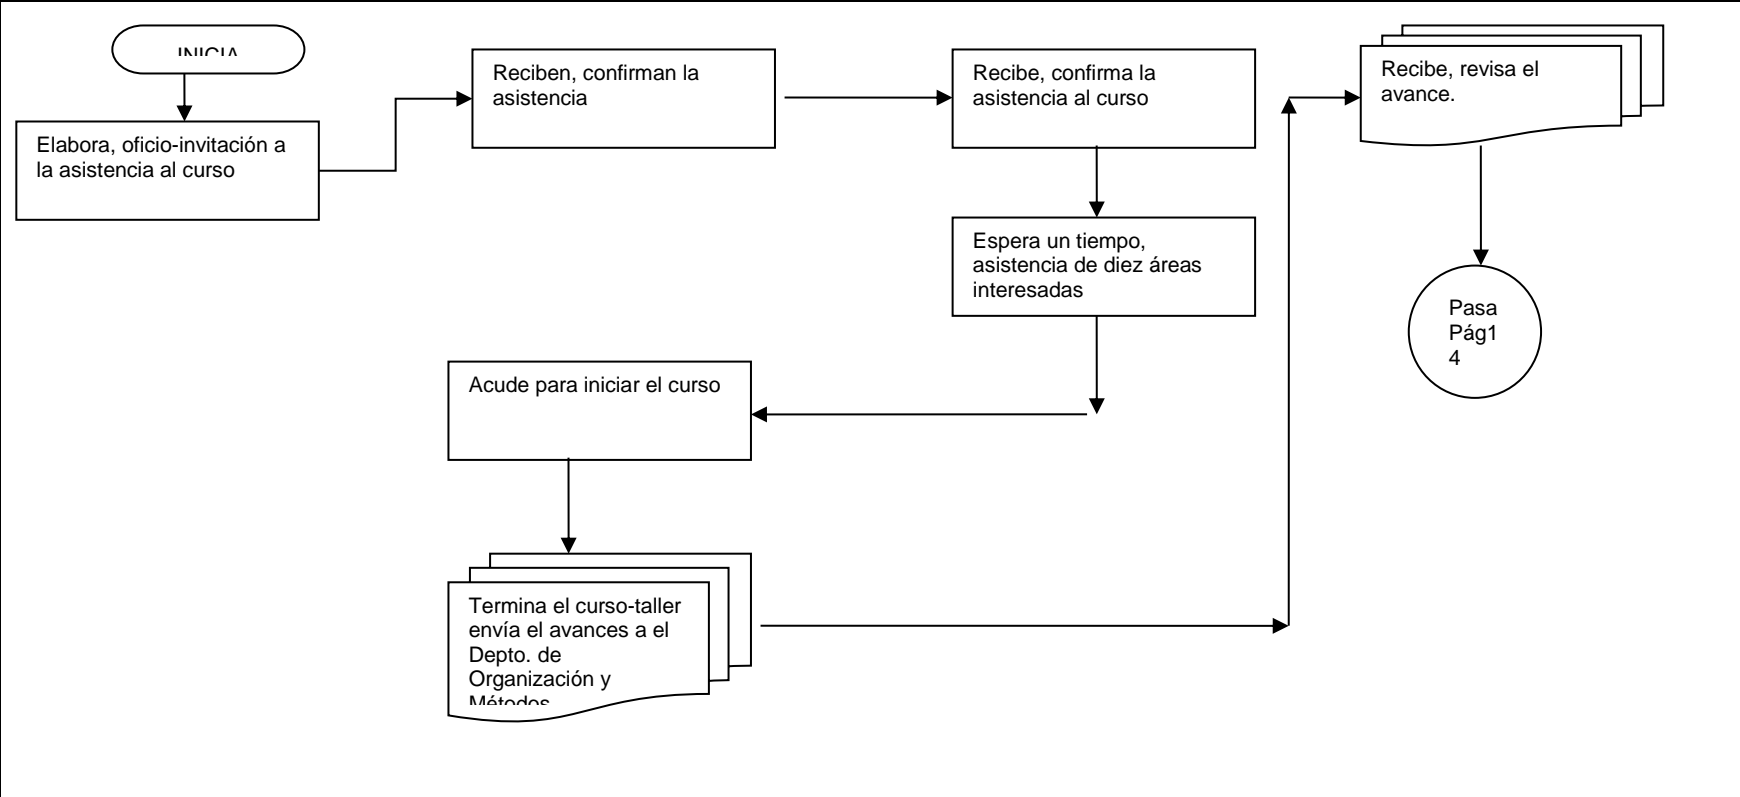 INICIA
Elabora, oficio-invitación a
la asistencia al curso
Reciben, confirman la
asistencia
Recibe, confirma la
asistencia al curso
Espera un tiempo,
asistencia de diez áreas
interesadas
Acude para iniciar el curso
Termina el curso-taller
envía el avances a el
Depto. de
Organización y
Métodos
Recibe, revisa el
avance.
Pasa
Pág1
4